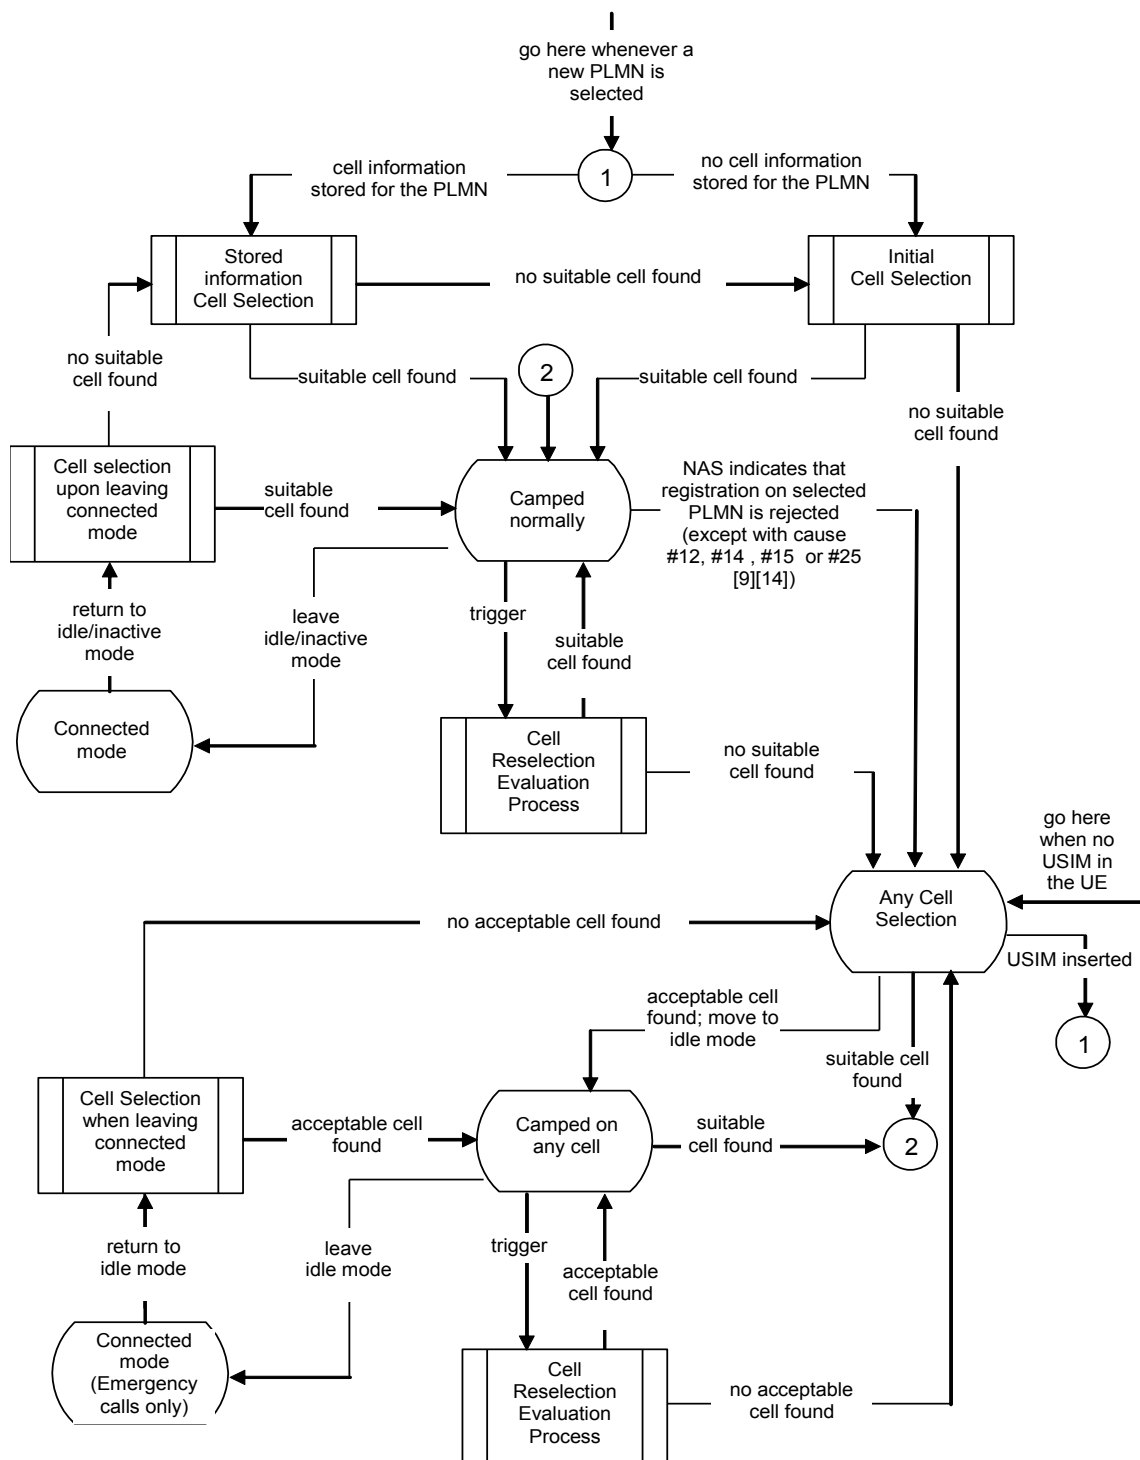 go here whenever a
new PLMN is
selected
1
cell information
stored for the PLMN
no cell information
stored for the PLMN
Stored
information
Cell Selection
no suitable cell found
Initial
Cell Selection
no suitable
cell found
suitable cell found
2
suitable cell found
no suitable
cell found
Cell selection
upon leaving
connected
mode
suitable
cell found
Camped
normally
NAS indicates that
registration on selected
PLMN is rejected
(except with cause
#12, #14 , #15 or #25
[9][14])
return to
idle/inactive
mode
leave
idle/inactive
mode
trigger
suitable
cell found
Connected
mode
Cell
Reselection
Evaluation
Process
no suitable
cell found
go here
when no
USIM in
the UE
Any Cell
Selection
no acceptable cell found
USIM inserted
1
acceptable cell
found; move to
idle mode
suitable cell
found
Cell Selection
when leaving
connected
mode
acceptable cell
found
Camped on
any cell
suitable
cell found
2
return to
idle mode
leave
idle mode
trigger
acceptable
cell found
Connected
mode
(Emergency
calls only)
Cell
Reselection
Evaluation
Process
no acceptable
cell found